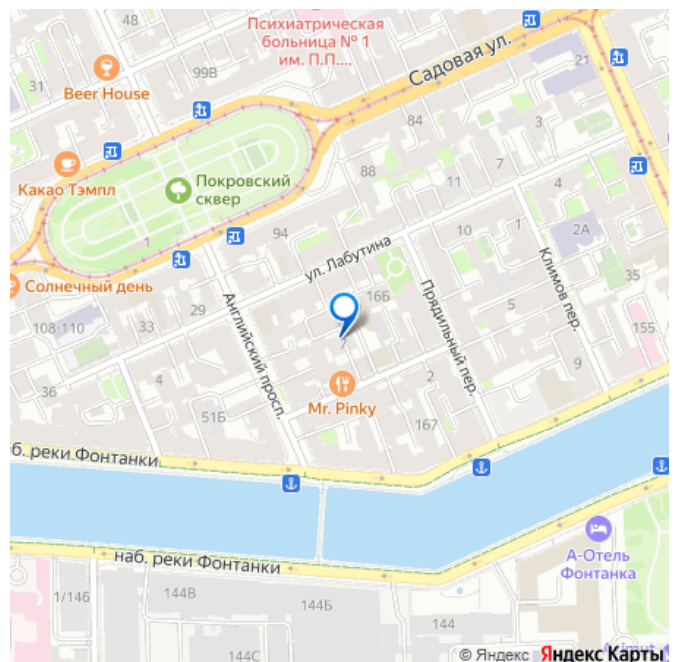 48
Психиатрическая
больница № 1
им. П.П....
Садовая ул.
31
99В
21
Beer House
84
3
88
Какао Тэмпл
Покровский
сквер
7
4
11
1
94
10
1
2А
ул. Лабутина
Солнечный день
166
35
29
Английский просп.
Прядильный пер.
Климов пер.
5
108-110
33
7
155
9
4
2
36
Mr. Pinky
51Б
167
б. реки Фонтанки
наб. реки Фонтанки
А-Отель
Фонтанка
1/146
144В
144Б
144
144С
Azimut
© Яндекс Яндекс Карты